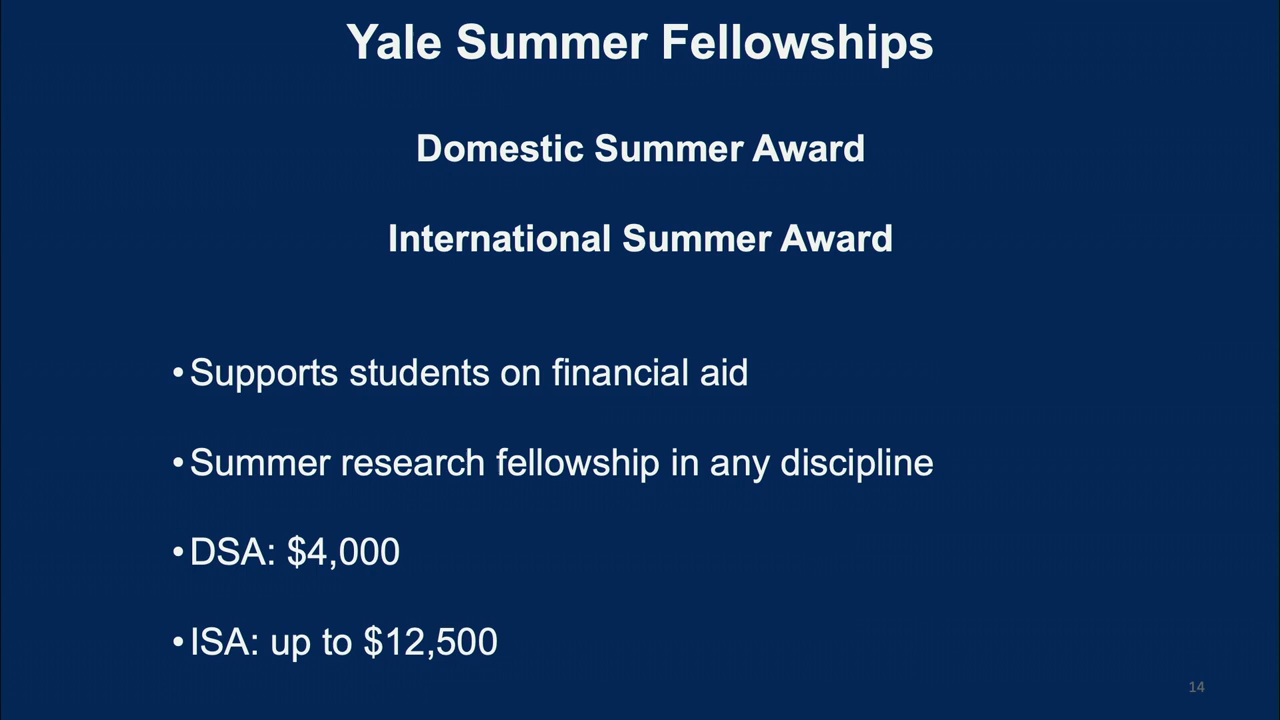 Yale Summer Fellowships
Domestic Summer Award
International Summer Award
• Supports students on financial aid
• Summer research fellowship in any discipline
• DSA: $4,000
• ISA: up to $12,500
14